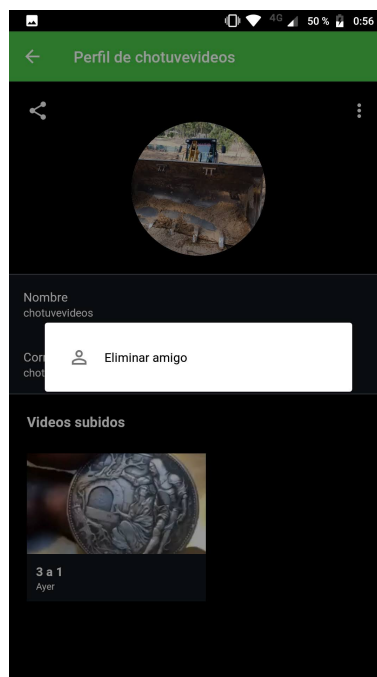 4G 50 % 0:56
Perfil de chotuvevideos
Nombre
chotuvevideos
Eliminar amigo
Videos subidos
3 a 1
Ayer